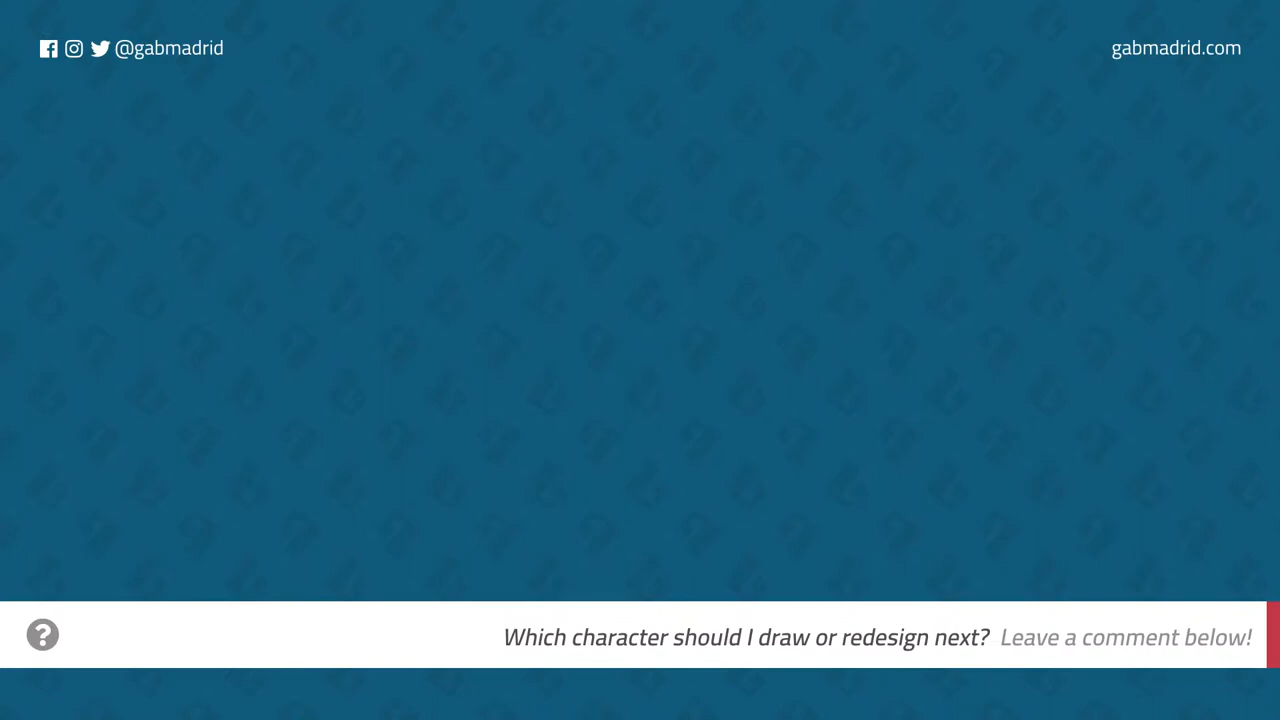 @gabmadrid
gabmadrid.com
Which character should I draw or redesign next? Leave a comment below!